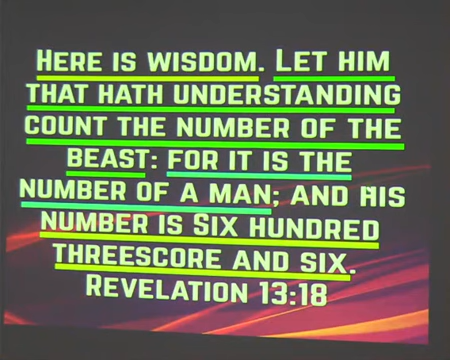 HERE IS WISDOM. LET HIM
THAT HATH UNDERSTANDING
COUNT THE NUMBER OF THE
BEAST: FOR IT IS THE
NUMBER OF A MAN; AND HIS
NUMBER IS SIX HUNDRED
THREESCORE AND SIX.
REVELATION 13:18